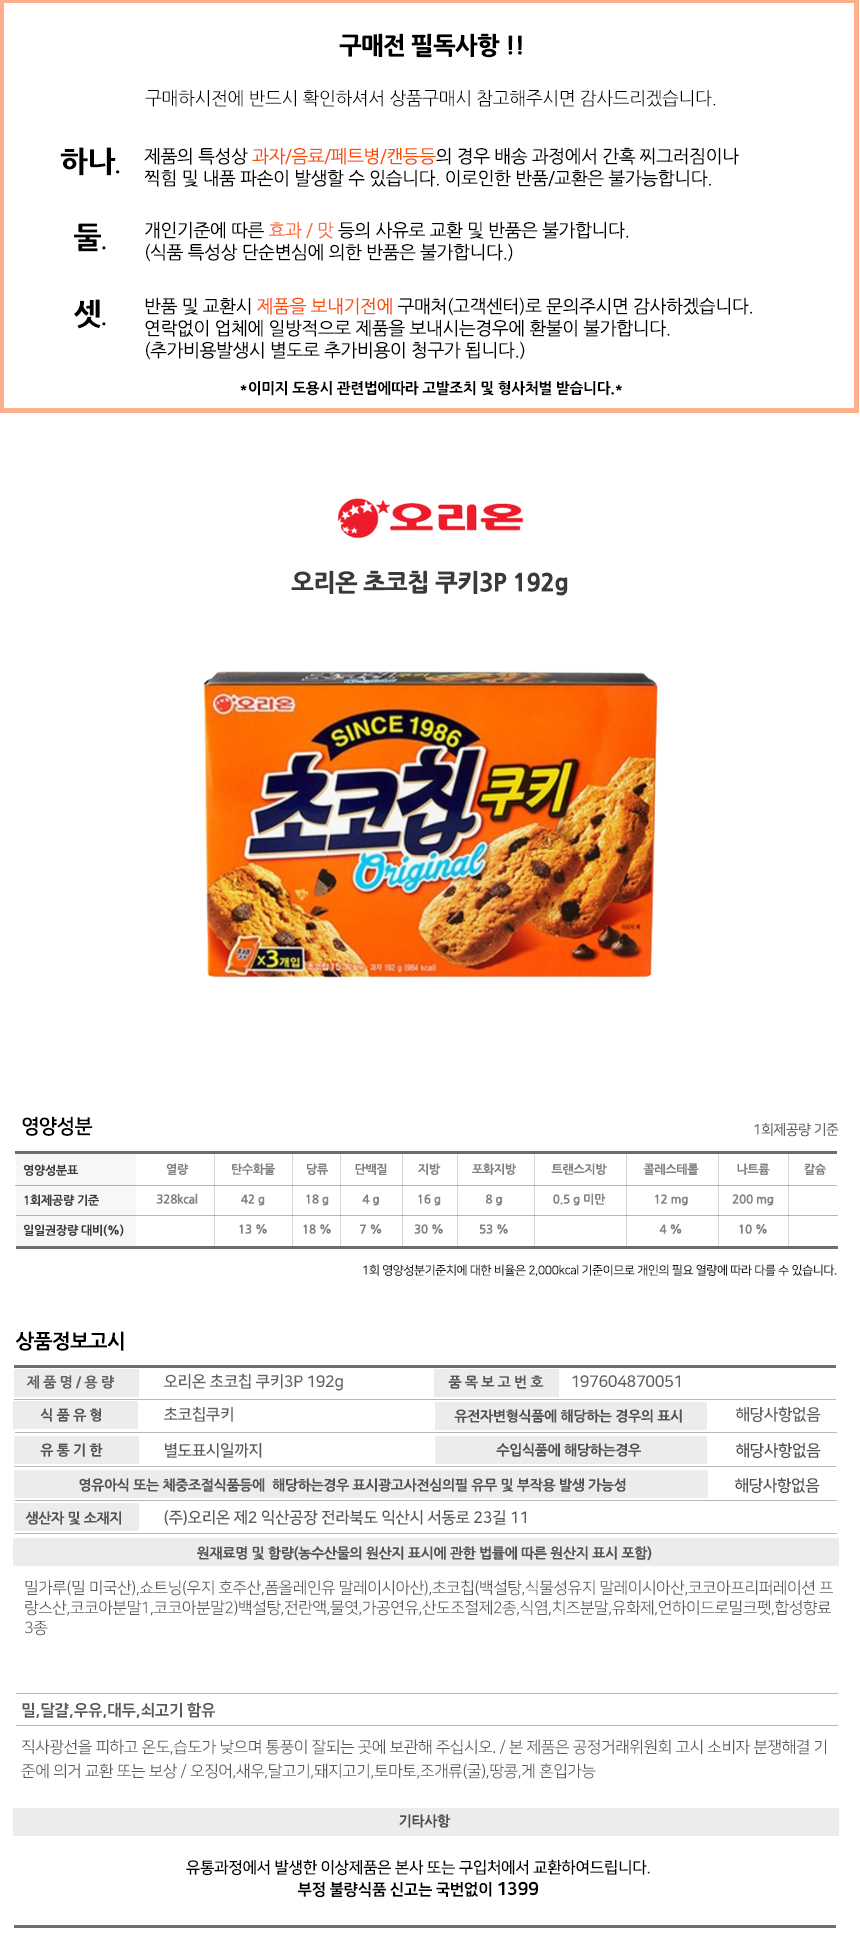 구매전 필독사항 !!
구매하시전에 반드시 확인하셔서 상품구매시 참고해주시면 감사드리겠습니다.
하나. 제품의 특성상 과자/음료/페트병/캔등등의 경우 배송 과정에서 간혹 찌그러짐이나
찍힘 및 내품 파손이 발생할 수 있습니다. 이로인한 반품/교환은 불가능합니다.
둘. 개인기준에 따른 효과 / 맛 등의 사유로 교환 및 반품은 불가합니다.
(식품 특성상 단순변심에 의한 반품은 불가합니다.)
셋. 반품 및 교환시 제품을 보내기전에 구매처(고객센터)로 문의주시면 감사하겠습니다.
연락없이 업체에 일방적으로 제품을 보내시는경우에 환불이 불가합니다.
(추가비용발생시 별도로 추가비용이 청구가 됩니다.)
*이미지 도용시 관련법에따라 고발조치 및 형사처벌 받습니다.*
오리온
오리온 초코칩 쿠키3P 192g
오리온
SINCE 1986
초코칩 쿠키
Original
x3개입
과자 192 g (984 kcal)
영양성분
1회제공량 기준
영양성분표 열량 탄수화물 당류 단백질 지방 포화지방 트랜스지방 콜레스테롤 나트륨 칼슘
1회제공량 기준 328kcal 42 g 18 g 4 g 16 g 8 g 0.5 g 미만 12 mg 200 mg
일일권장량 대비(%) 13 % 18 % 7 % 30 % 53 % 4 % 10 %
1회 영양성분기준치에 대한 비율은 2,000kcal 기준이므로 개인의 필요 열량에 따라 다를 수 있습니다.
상품정보고시
제품명/용량 오리온 초코칩 쿠키3P 192g 품목보고번호 197604870051
식품유형 초코칩쿠키 유전자변형식품에 해당하는 경우의 표시 해당사항없음
유통기한 별도표시일까지 수입식품에 해당하는경우 해당사항없음
영유아식 또는 체중조절식품등에 해당하는경우 표시광고사전심의필 유무 및 부작용 발생 가능성 해당사항없음
생산자 및 소재지 (주)오리온 제2 익산공장 전라북도 익산시 서동로 23길 11
원재료명 및 함량(농수산물의 원산지 표시에 관한 법률에 따른 원산지 표시 포함)
밀가루(밀 미국산),쇼트닝(우지 호주산,폼올레인유 말레이시아산),초코칩(백설탕,식물성유지 말레이시아산,코코아프리퍼레이션 프
랑스산,코코아분말1,코코아분말2)백설탕,전란액,물엿,가공연유,산도조절제2종,식염,치즈분말,유화제,언하이드로밀크펫,합성향료
3종
밀,달걀,우유,대두,쇠고기 함유
직사광선을 피하고 온도,습도가 낮으며 통풍이 잘되는 곳에 보관해 주십시오. / 본 제품은 공정거래위원회 고시 소비자 분쟁해결 기
준에 의거 교환 또는 보상 / 오징어,새우,닭고기,돼지고기,토마토,조개류(굴),땅콩,게 혼입가능
기타사항
유통과정에서 발생한 이상제품은 본사 또는 구입처에서 교환하여드립니다.
부정 불량식품 신고는 국번없이 1399